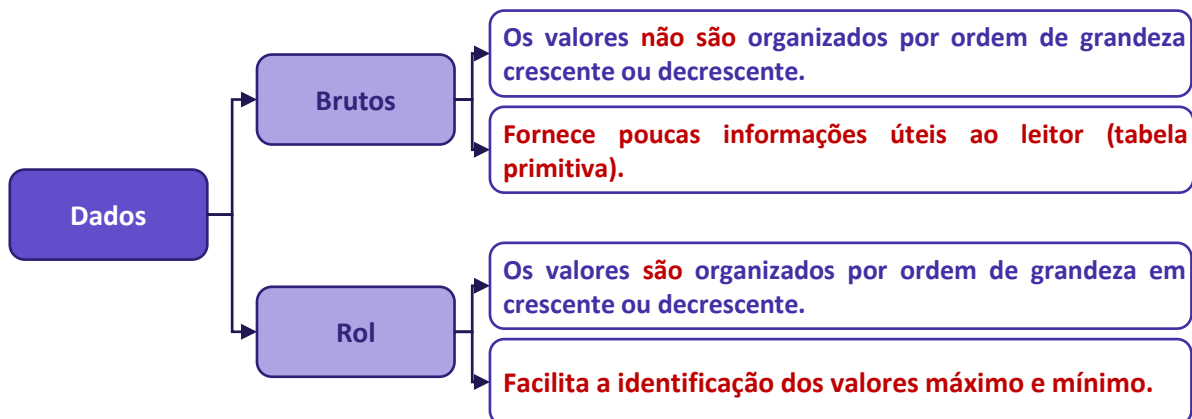 Dados
Brutos
Os valores não são organizados por ordem de grandeza
crescente ou decrescente.
Fornece poucas informações úteis ao leitor (tabela
primitiva).
Rol
Os valores são organizados por ordem de grandeza em
crescente ou decrescente.
Facilita a identificação dos valores máximo e mínimo.